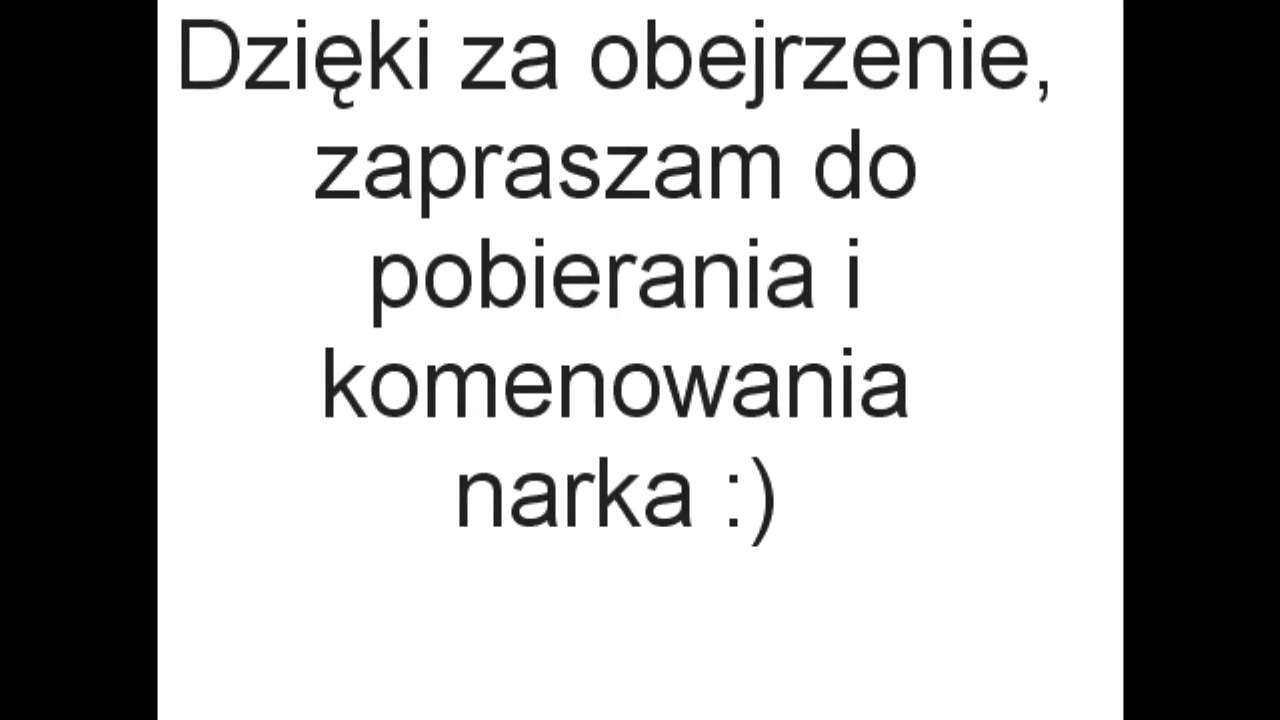 Dzięki za obejrzenie,
zapraszam do
pobierania i
komenowania
narka :)